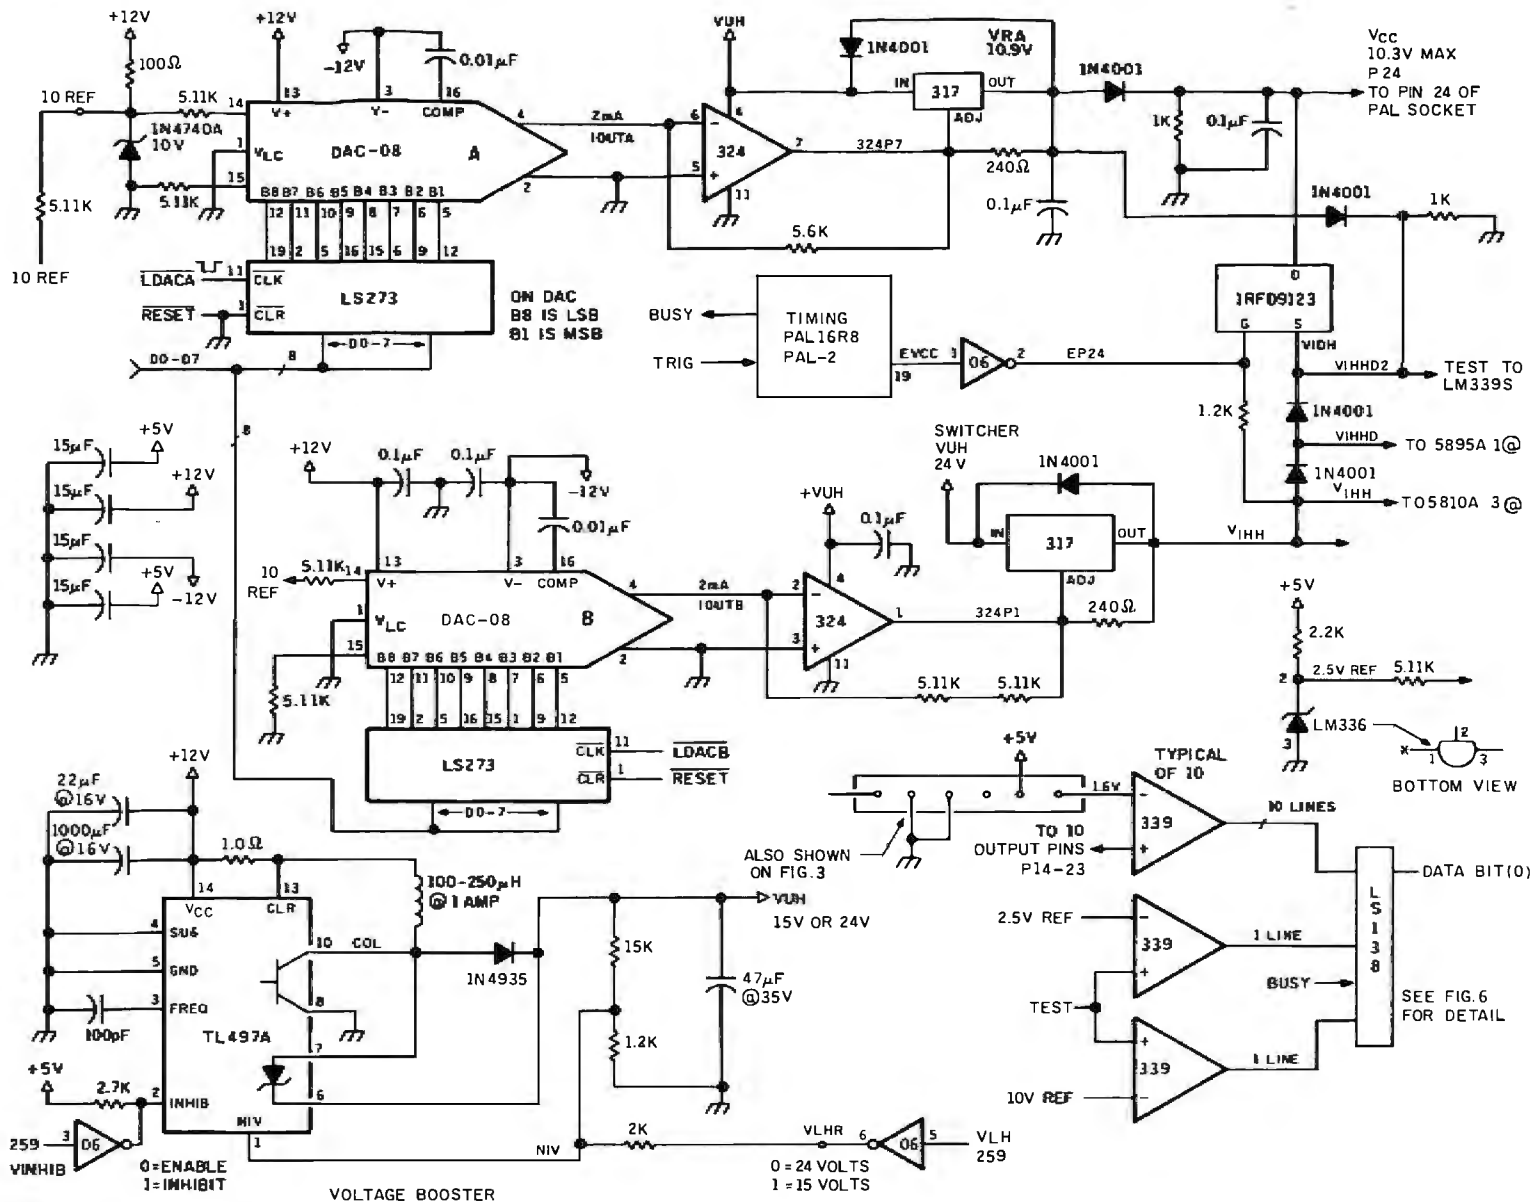 +12V
+12V
100Ω
10 REF
5.11K
14
1N4740A
10V
1
15
5.11K
5.11K
10 REF
-12V
0.01µF
13
3
16
V+
V-
COMP
VLC
DAC-08
A
B8 B7 B6 B5 B4 B3 B2 B1
12 11 10 9 8 7 6 5
19 2 5 16 15 6 9 12
4
2mA
IOUTA
2
LDACA
11
CLK
RESET
1
CLR
LS273
D0-7
ON DAC
B8 IS LSB
B1 IS MSB
D0-D7
8
8
VUH
4
6
5
324
7
11
324P7
5.6K
1N4001
VRA
10.9V
IN
317
OUT
ADJ
240Ω
0.1µF
1N4001
1K
0.1µF
VCC
10.3V MAX
P24
TO PIN 24 OF
PAL SOCKET
1N4001
1K
D
IRFD9123
G
S
VIDH
BUSY
TRIG
TIMING
PAL16R8
PAL-2
EVCC
19
1
06
2
EP24
1.2K
VIHHD2
TEST TO
LM339S
1N4001
VIHHD
TO 5895A 1@
1N4001
VIHH
TO 5810A 3@
VIHH
15µF
+5V
15µF
+12V
15µF
-12V
15µF
+5V
+12V
0.1µF
0.1µF
-12V
0.01µF
10
REF
5.11K
14
13
3
16
V+
V-
COMP
1
VLC
15
5.11K
DAC-08
B
B8 B7 B6 B5 B4 B3 B2 B1
12 11 10 9 8 7 6 5
19 2 5 16 15 1 9 12
4
2mA
IOUTB
2
LS273
CLK
11
LDACB
CLR
1
RESET
D0-7
+VUH
0.1µF
4
2
3
324
1
11
324P1
5.11K
5.11K
SWITCHER
VUH
24V
1N4001
IN
317
OUT
ADJ
240Ω
+5V
2.2K
2
2.5V REF
5.11K
LM336
3
X
1
2
3
BOTTOM VIEW
+12V
22µF
@16V
1000µF
@16V
1.0Ω
14
13
VCC
CLR
4
SUB
5
GND
3
FREQ
100pF
10
COL
8
TL497A
7
6
100-250µH
@1 AMP
1N4935
+5V
2.7K
2
INHIB
259
VINHIB
3
06
0=ENABLE
1=INHIBIT
NIV
1
NIV
VOLTAGE BOOSTER
15K
1.2K
47µF
@35V
VUH
15V OR 24V
2K
VLHR
6
06
5
VLH
259
0=24 VOLTS
1=15 VOLTS
+5V
1.6V
ALSO SHOWN
ON FIG.3
TYPICAL
OF 10
339
TO 10
OUTPUT PINS
P14-23
10 LINES
2.5V REF
339
1 LINE
TEST
339
10V REF
1 LINE
BUSY
LS138
DATA BIT(0)
SEE FIG.6
FOR DETAIL